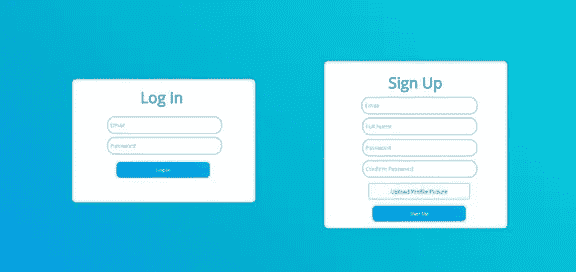 Log in
Email
Password
Log in
Sign Up
Email
Full Name
Password
Confirm Password
Upload Profile Picture
Sign Up